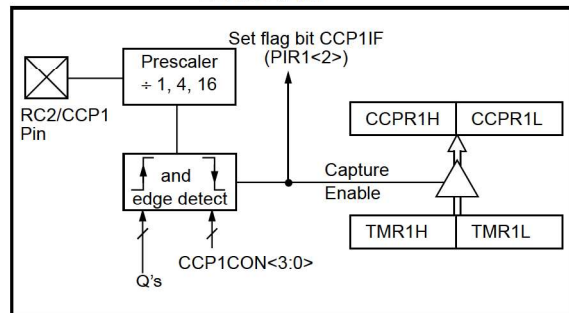 Set flag bit CCP1IF
(PIR1<2>)
Prescaler
÷ 1, 4, 16
RC2/CCP1
Pin
CCPR1H
CCPR1L
and
edge detect
Capture
Enable
TMR1H
TMR1L
CCP1CON<3:0>
Q's